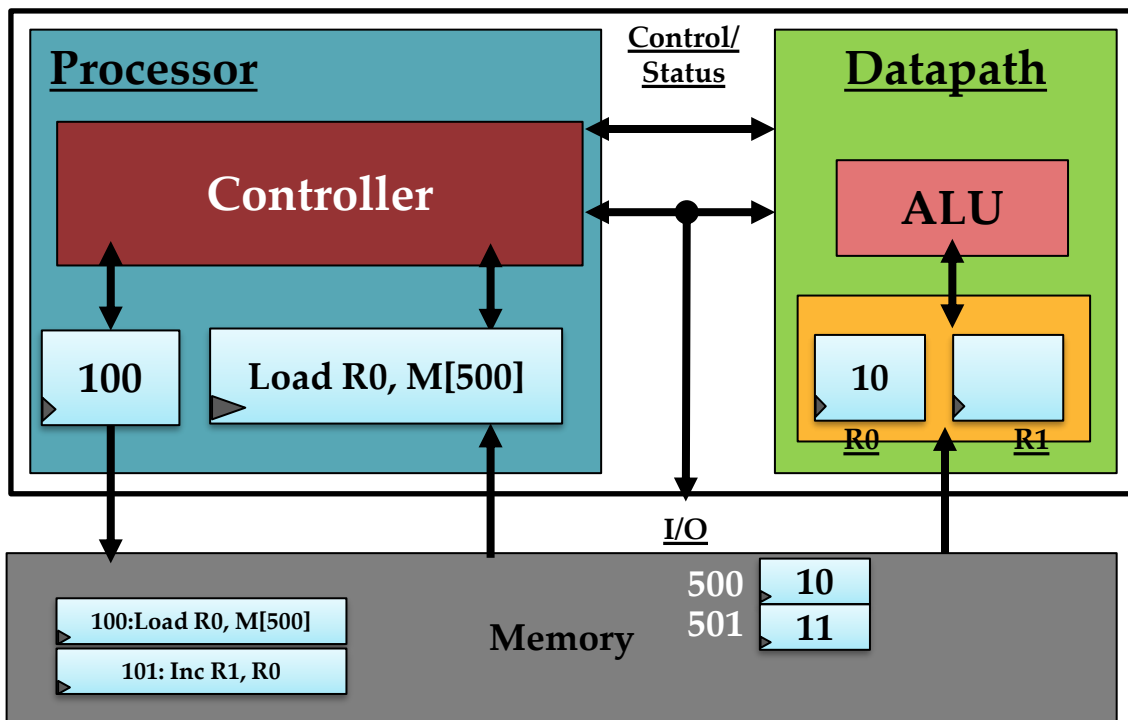 Processor
Control/
Status
Datapath
Controller
ALU
100
Load R0, M[500]
10
R0
R1
I/O
500
10
501
11
100:Load R0, M[500]
101: Inc R1, R0
Memory